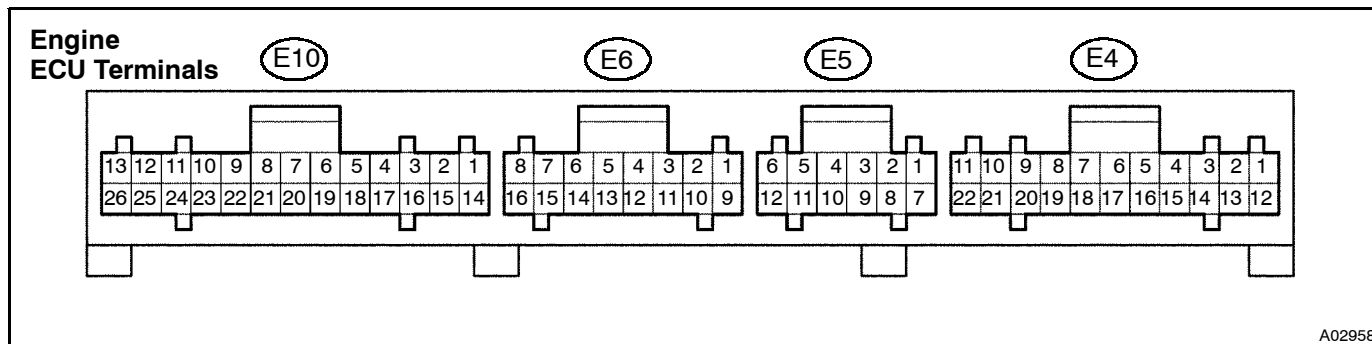 Engine
ECU Terminals
E10 E6 E5 E4
13 12 11 10 9 8 7 6 5 4 3 2 1 8 7 6 5 4 3 2 1 6 5 4 3 2 1 11 10 9 8 7 6 5 4 3 2 1
26 25 24 23 22 21 20 19 18 17 16 15 14 16 15 14 13 12 11 10 9 12 11 10 9 8 7 22 21 20 19 18 17 16 15 14 13 12
A02958